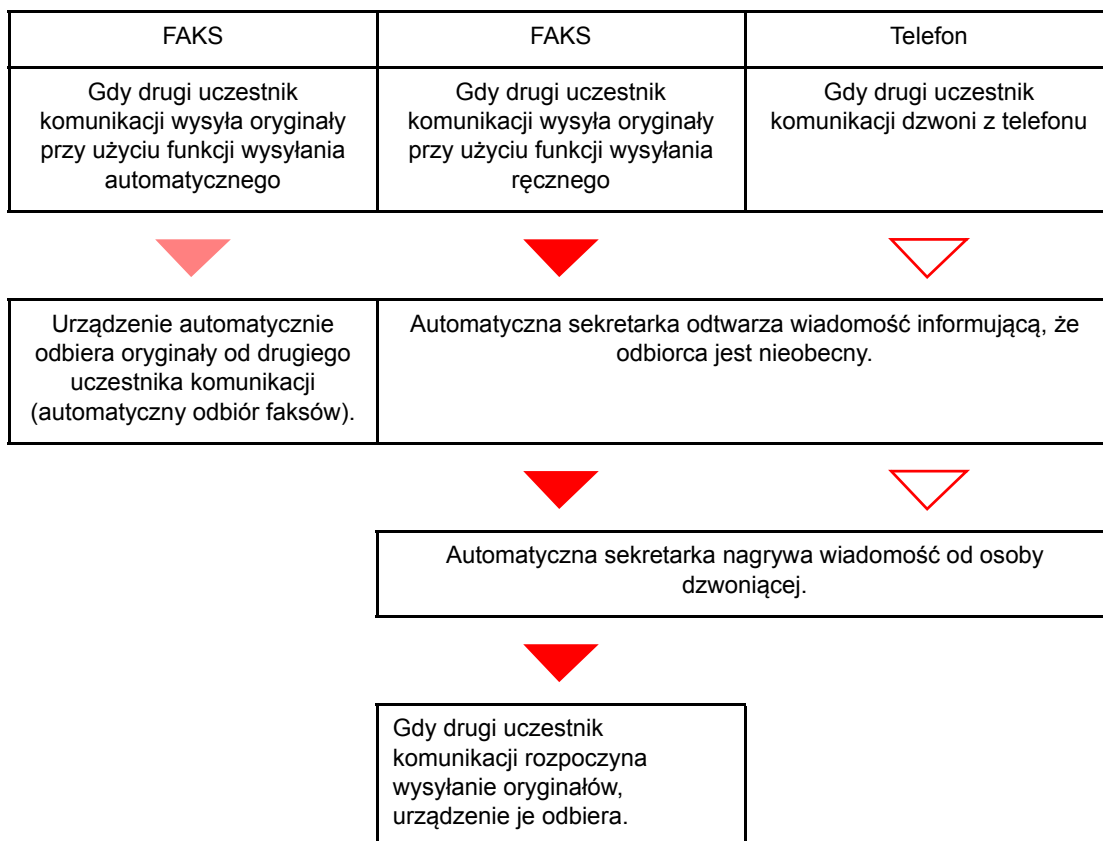 FAKS
FAKS
Telefon
Gdy drugi uczestnik
komunikacji wysyła oryginały
przy użyciu funkcji wysyłania
automatycznego
Gdy drugi uczestnik
komunikacji wysyła oryginały
przy użyciu funkcji wysyłania
ręcznego
Gdy drugi uczestnik
komunikacji dzwoni z telefonu
Urządzenie automatycznie
odbiera oryginały od drugiego
uczestnika komunikacji
(automatyczny odbiór faksów).
Automatyczna sekretarka odtwarza wiadomość informującą, że
odbiorca jest nieobecny.
Automatyczna sekretarka nagrywa wiadomość od osoby
dzwoniącej.
Gdy drugi uczestnik
komunikacji rozpoczyna
wysyłanie oryginałów,
urządzenie je odbiera.